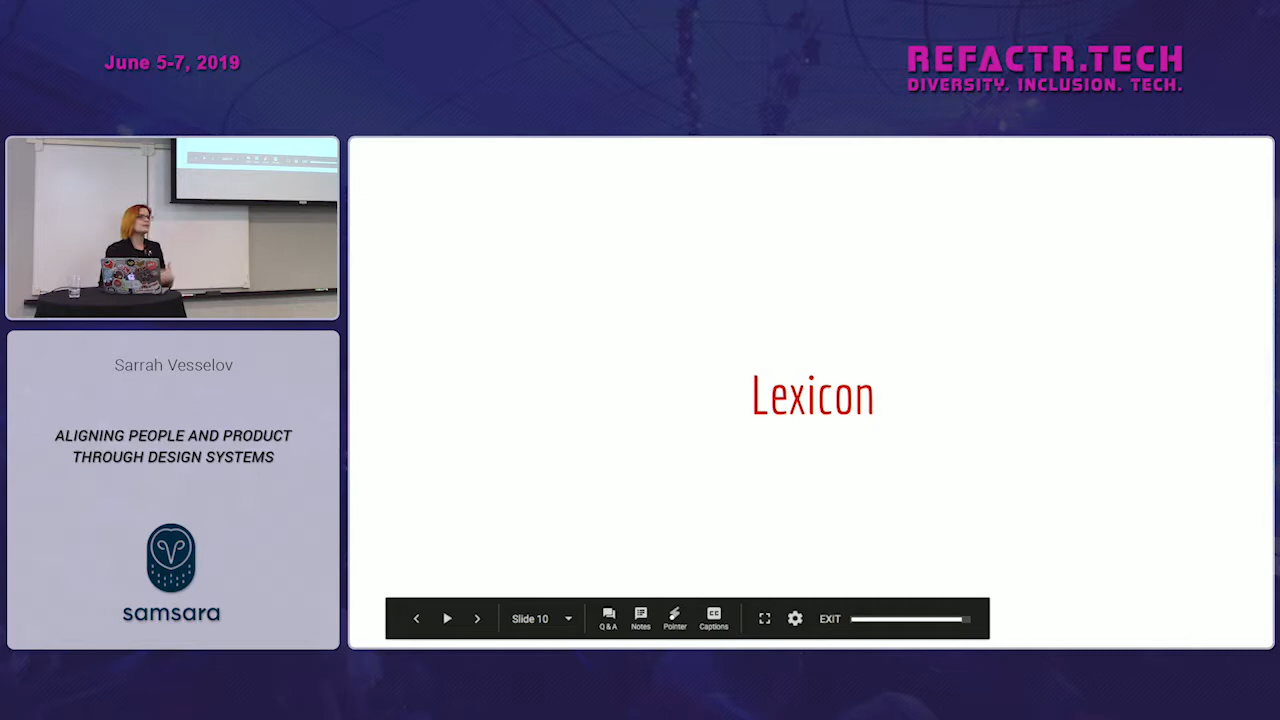 June 5-7, 2019
REFACTR.TECH
DIVERSITY. INCLUSION. TECH.
Sarrah Vesselov
ALIGNING PEOPLE AND PRODUCT
THROUGH DESIGN SYSTEMS
samsara
Lexicon
Slide 10
Q & A
Notes
Pointer
CC
Captions
EXIT